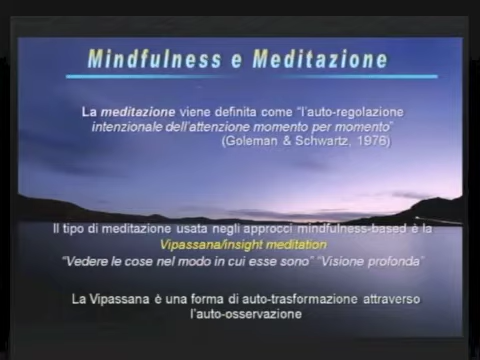 Mindfulness e Meditazione
La meditazione viene definita come "l'auto-regolazione
intenzionale dell'attenzione momento per momento"
(Goleman & Schwartz, 1976)
Il tipo di meditazione usata negli approcci mindfulness-based è la
Vipassana/insight meditation
"Vedere le cose nel modo in cui esse sono" "Visione profonda"
La Vipassana è una forma di auto-trasformazione attraverso
l'auto-osservazione